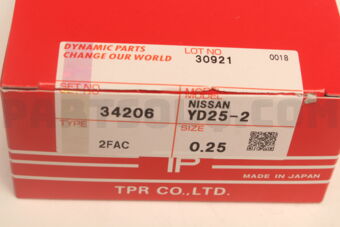 DYNAMIC PARTS
CHANGE OUR WORLD
LOT NO
30921
0018
SET NO
34206
MODEL
NISSAN
YD25-2
TYPE
2FAC
SIZE
0.25
TP
MADE IN JAPAN
TPR CO.,LTD.